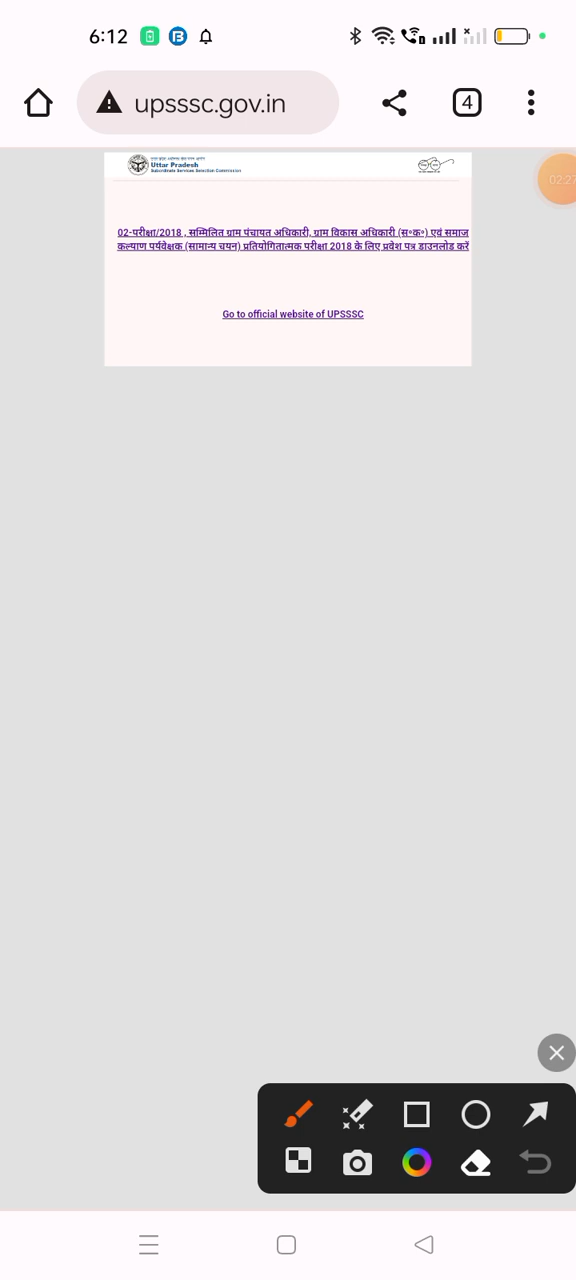 6:12
4
upsssc.gov.in
02:27
Uttar Pradesh
Subordinate Services Selection Commission
02-परीक्षा/2018 , सम्मिलित ग्राम पंचायत अधिकारी, ग्राम विकास अधिकारी (स०क०) एवं समाज
कल्याण पर्यवेक्षक (सामान्य चयन) प्रतियोगितात्मक परीक्षा 2018 के लिए प्रवेश पत्र डाउनलोड करें
Go to official website of UPSSSC